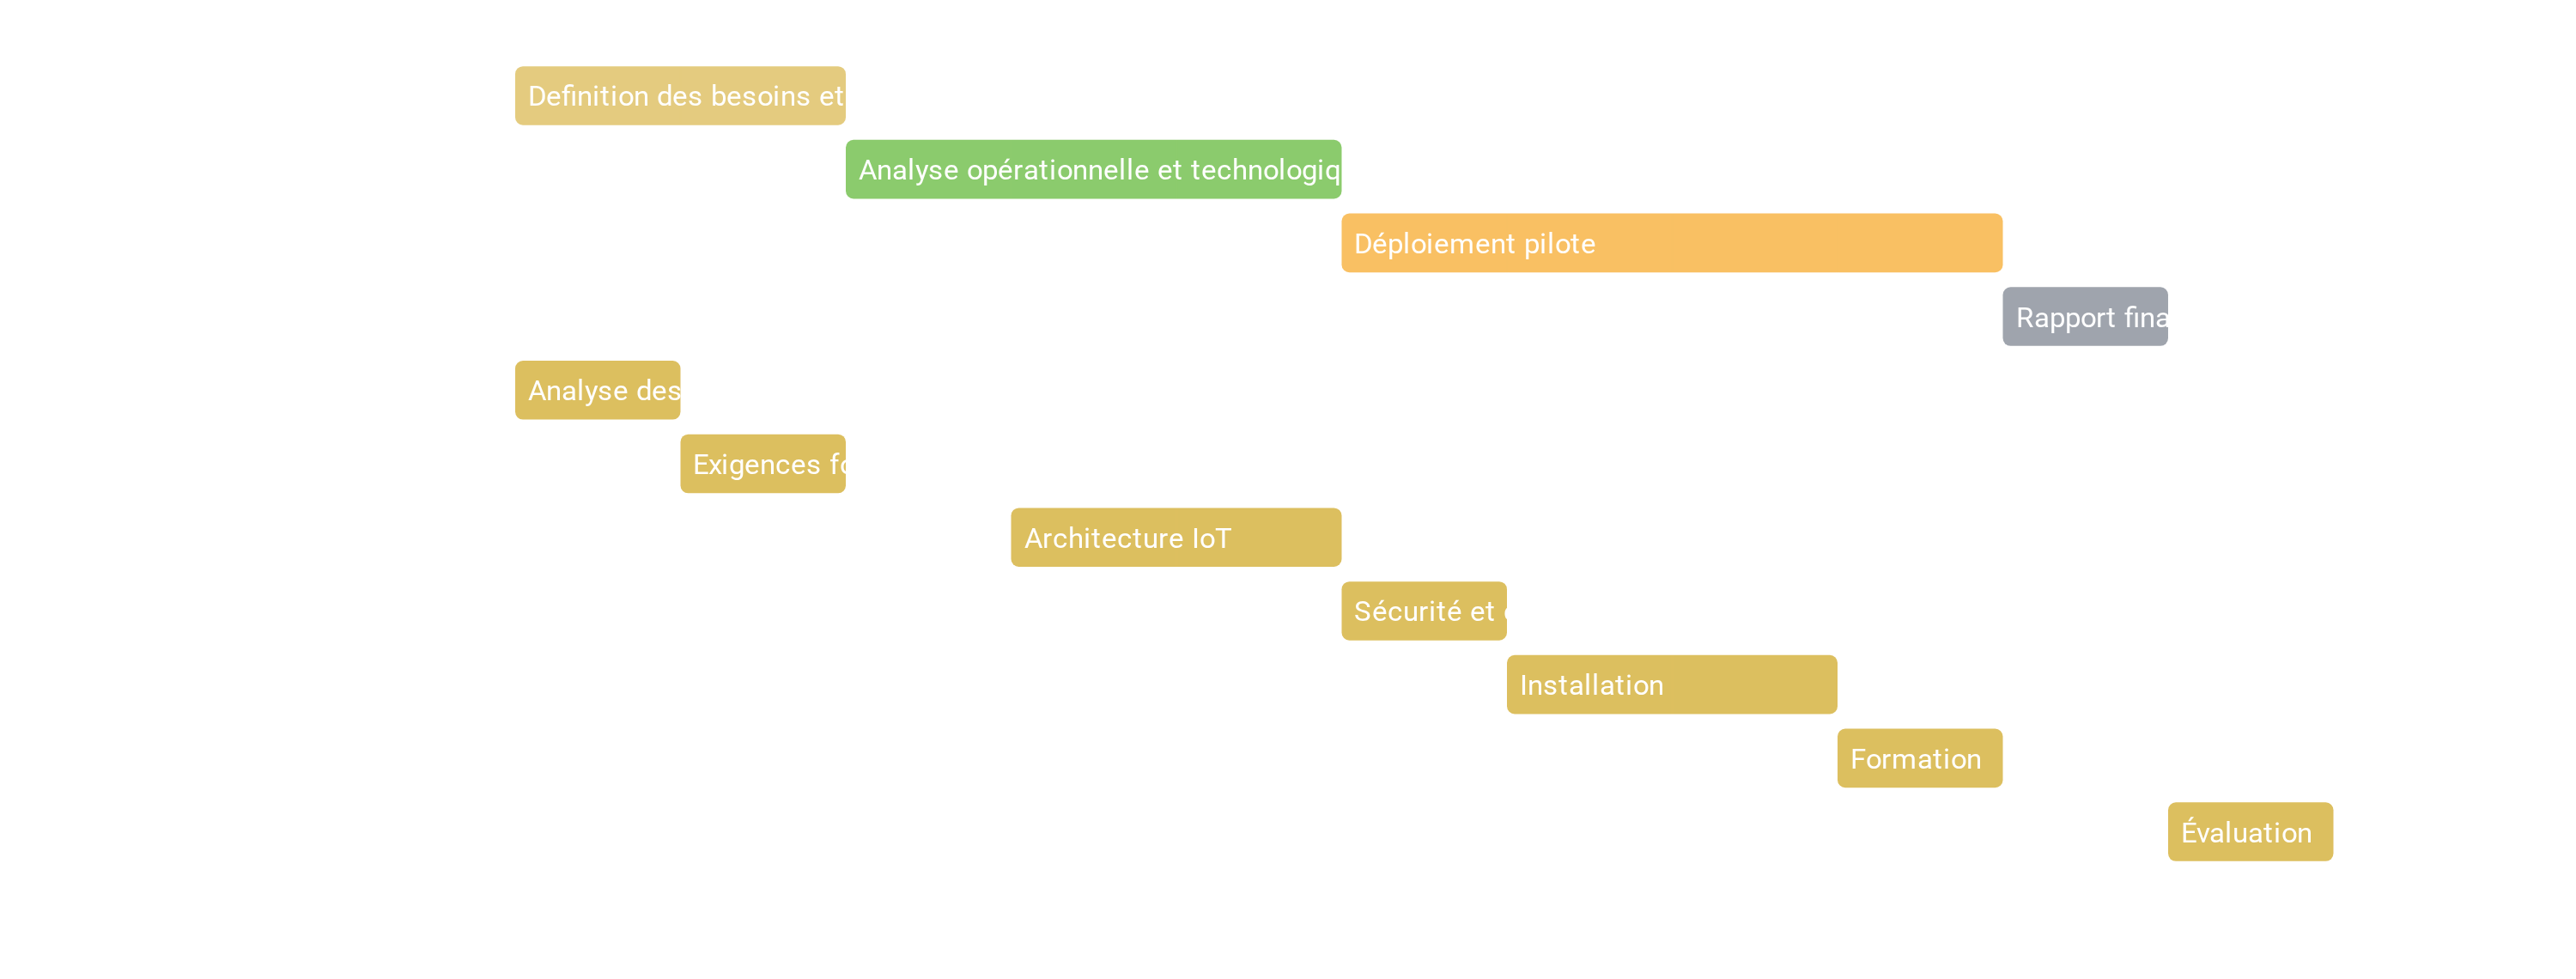 Definition des besoins et
Analyse opérationnelle et technologiq
Déploiement pilote
Rapport fina
Analyse des
Exigences fo
Architecture IoT
Sécurité et
Installation
Formation
Évaluation